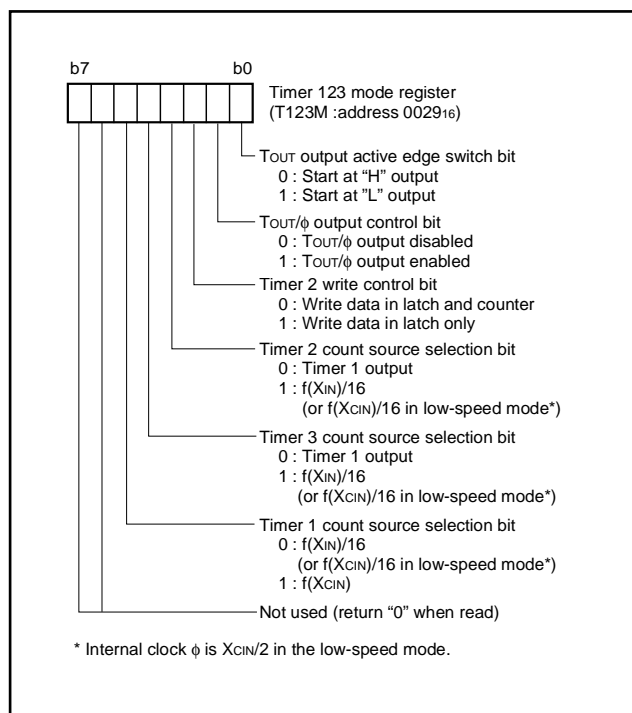 b7 b0
Timer 123 mode register
(T123M :address 002916)
TOUT output active edge switch bit
0 : Start at “H” output
1 : Start at ”L” output
TOUT/ϕ output control bit
0 : TOUT/ϕ output disabled
1 : TOUT/ϕ output enabled
Timer 2 write control bit
0 : Write data in latch and counter
1 : Write data in latch only
Timer 2 count source selection bit
0 : Timer 1 output
1 : f(XIN)/16
(or f(XCIN)/16 in low-speed mode*)
Timer 3 count source selection bit
0 : Timer 1 output
1 : f(XIN)/16
(or f(XCIN)/16 in low-speed mode*)
Timer 1 count source selection bit
0 : f(XIN)/16
(or f(XCIN)/16 in low-speed mode*)
1 : f(XCIN)
Not used (return “0” when read)
* Internal clock ϕ is XCIN/2 in the low-speed mode.